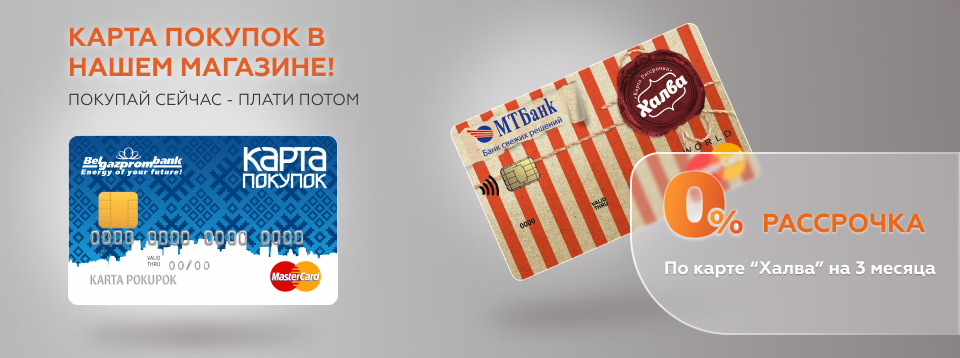 КАРТА ПОКУПОК В
НАШЕМ МАГАЗИНЕ!
ПОКУПАЙ СЕЙЧАС - ПЛАТИ ПОТОМ
Belgazprombank
Energy of your future!
КАРТА
ПОКУПОК
0000 0000 0000 0000
VALID
THRU
00/00
KARTA POKUPOK
MasterCard
МТБанк
Банк свежих решений
Карта Рассрочки
Халва
WORLD
0000
VALID
THRU
0% РАССРОЧКА
По карте “Халва” на 3 месяца